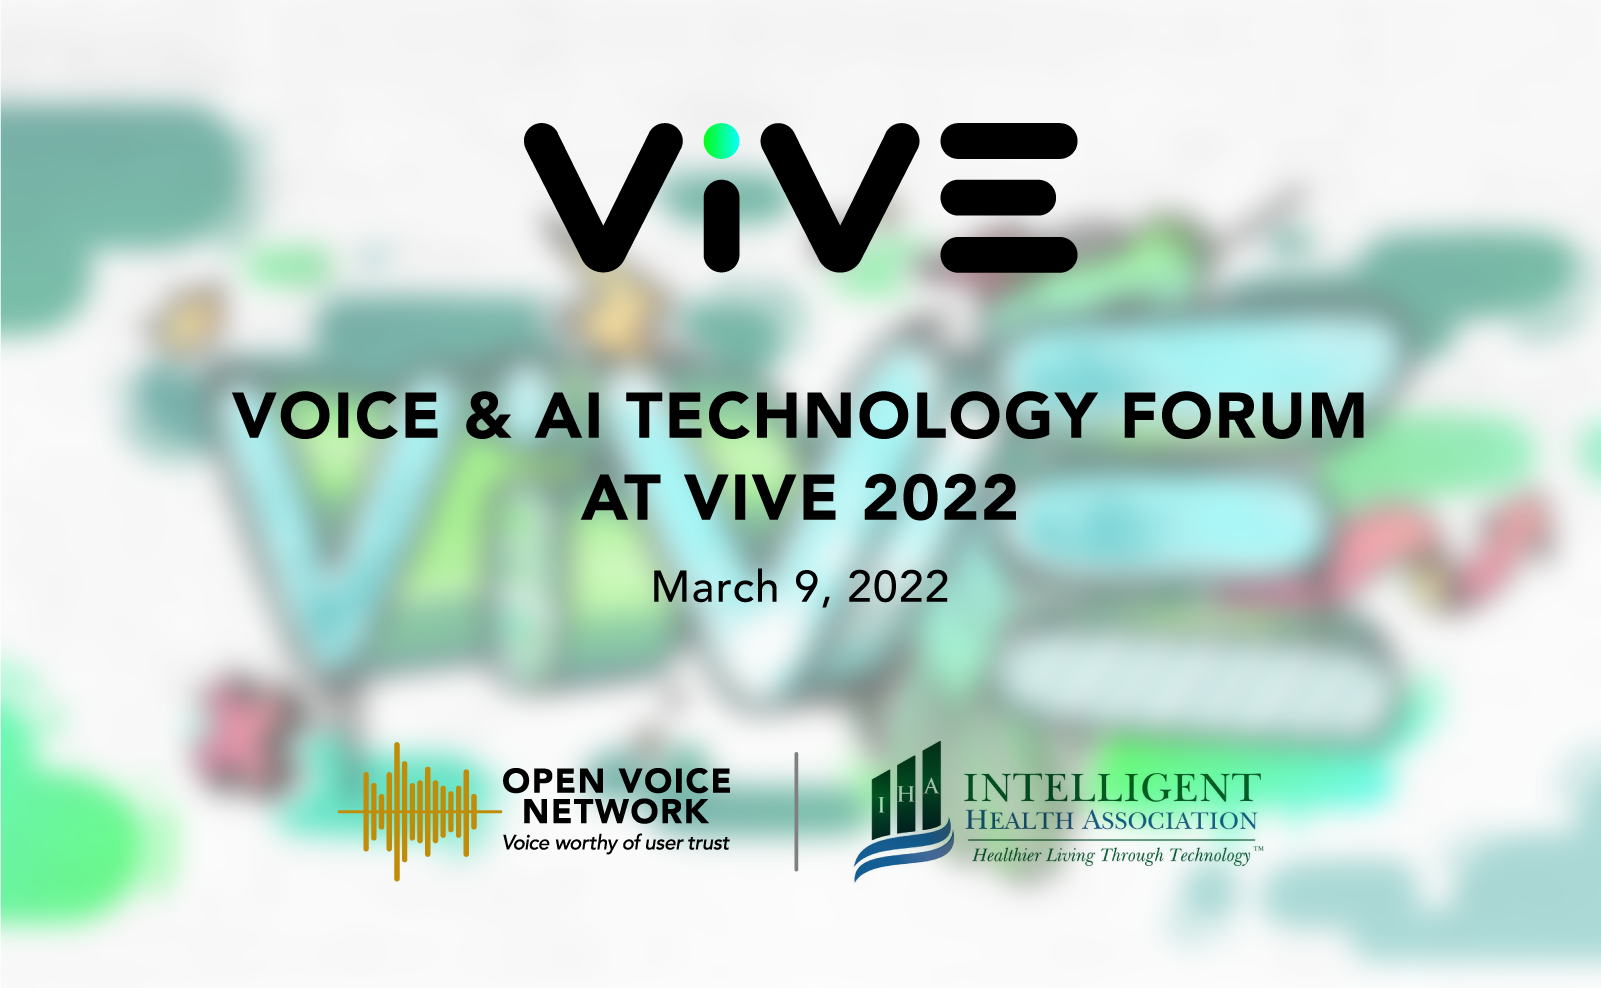 ViVE
VOICE & AI TECHNOLOGY FORUM
AT VIVE 2022
March 9, 2022
OPEN VOICE
NETWORK
Voice worthy of user trust
IHA
INTELLIGENT
HEALTH ASSOCIATION
Healthier Living Through Technology™